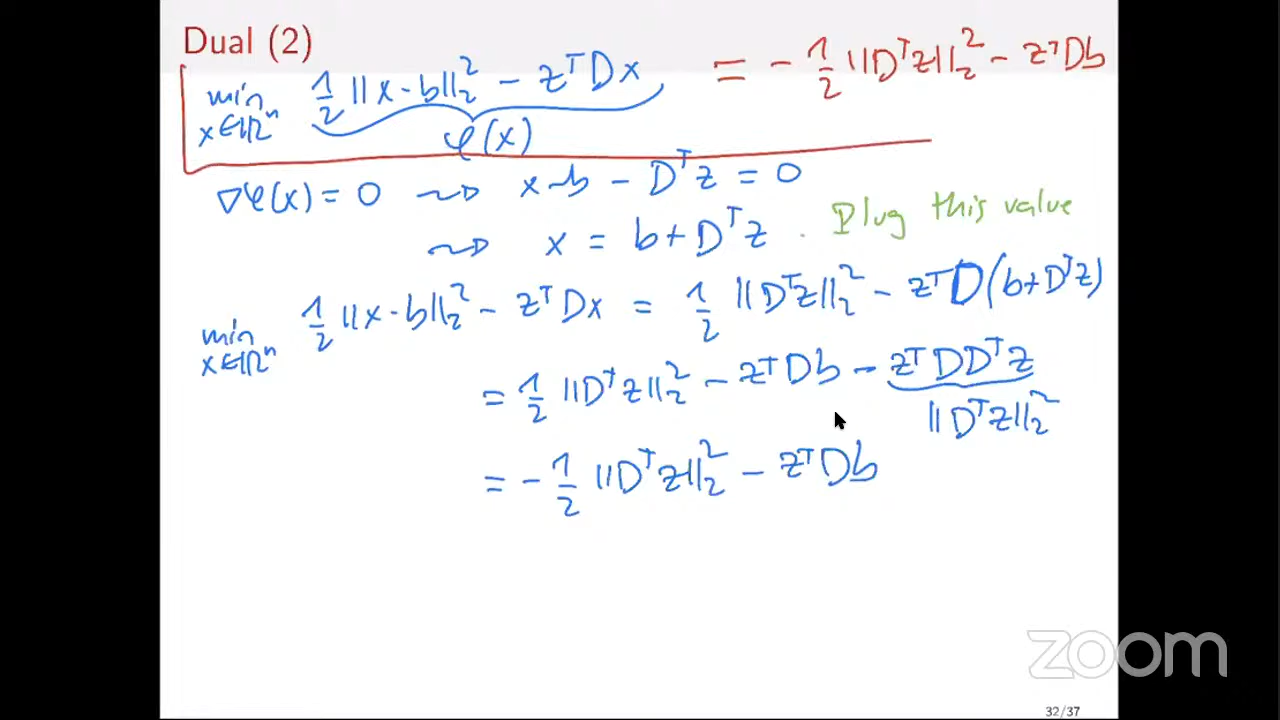 Dual (2)
min x∈ℝⁿ ½ ||x - b||₂² - zᵀDx = - ½ ||Dᵀz||₂² - zᵀDb
φ(x)
∇φ(x) = 0 ⇝ x - b - Dᵀz = 0
⇝ x = b + Dᵀz . Plug this value
min x∈ℝⁿ ½ ||x - b||₂² - zᵀDx = ½ ||Dᵀz||₂² - zᵀD(b + Dᵀz)
= ½ ||Dᵀz||₂² - zᵀDb - zᵀDDᵀz
||Dᵀz||₂²
= - ½ ||Dᵀz||₂² - zᵀDb
zoom
32/37